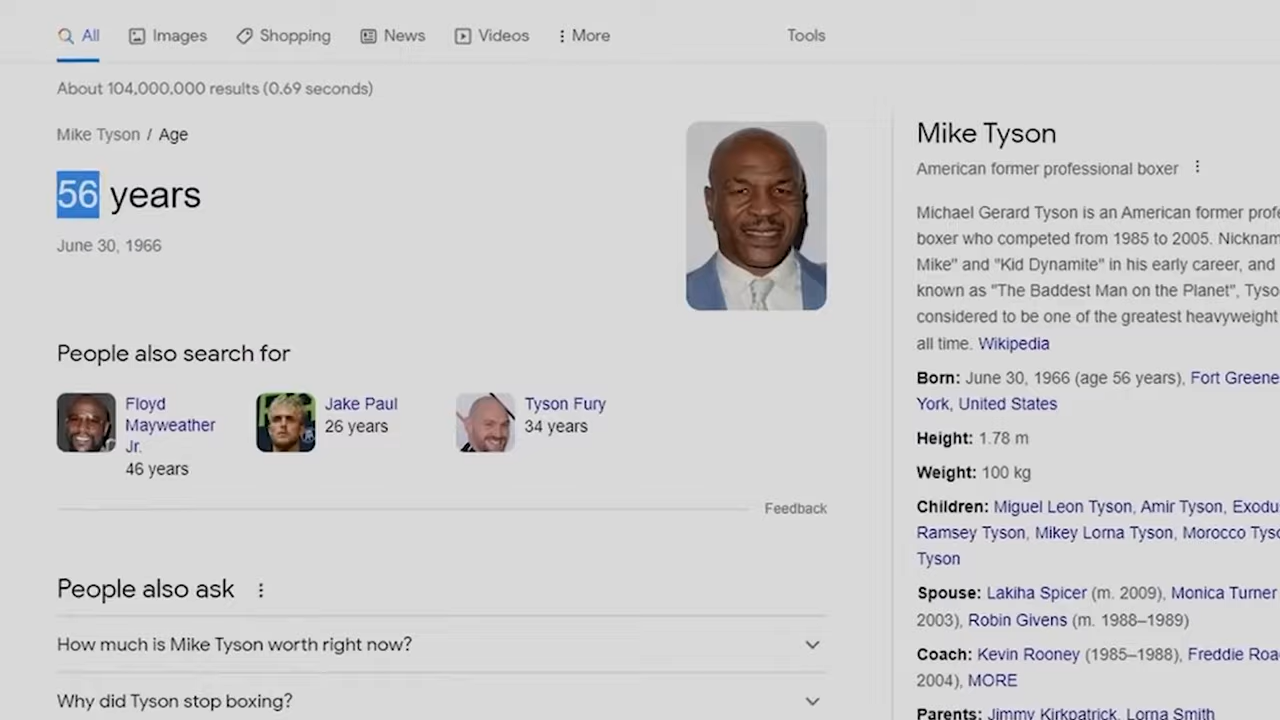 All Images Shopping News Videos More Tools
About 104,000,000 results (0.69 seconds)
Mike Tyson / Age
56 years
June 30, 1966
People also search for
Floyd
Mayweather
Jr.
46 years
Jake Paul
26 years
Tyson Fury
34 years
Feedback
People also ask
How much is Mike Tyson worth right now?
Why did Tyson stop boxing?
Mike Tyson
American former professional boxer
Michael Gerard Tyson is an American former
boxer who competed from 1985 to 2005.
Mike" and "Kid Dynamite" in his early career, and
known as "The Baddest Man on the Planet",
considered to be one of the greatest heavyweight
all time. Wikipedia
Born: June 30, 1966 (age 56 years), Fort Greene
York, United States
Height: 1.78 m
Weight: 100 kg
Children: Miguel Leon Tyson, Amir Tyson,
Ramsey Tyson, Mikey Lorna Tyson, Morocco
Tyson
Spouse: Lakiha Spicer (m. 2009), Monica Turner
2003), Robin Givens (m. 1988–1989)
Coach: Kevin Rooney (1985–1988), Freddie
2004), MORE
Parents: Jimmy Kirkpatrick, Lorna Smith